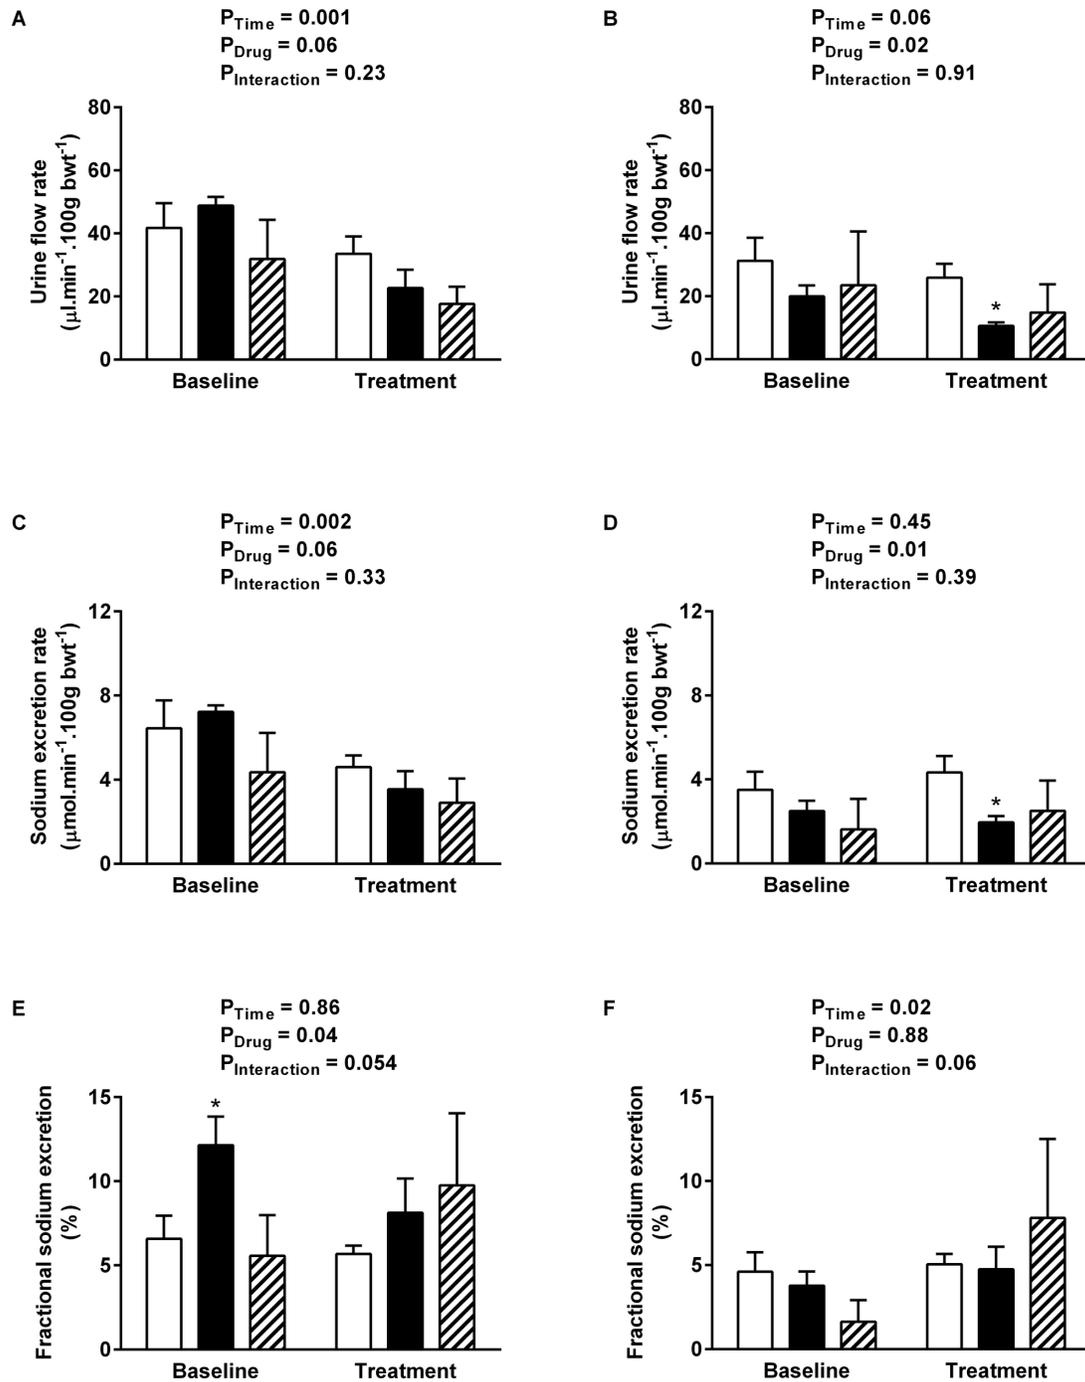 A
P_Time = 0.001
P_Drug = 0.06
P_Interaction = 0.23
Urine flow rate
(µl.min⁻¹.100g bwt⁻¹)
80
60
40
20
0
Baseline
Treatment
B
P_Time = 0.06
P_Drug = 0.02
P_Interaction = 0.91
Urine flow rate
(µl.min⁻¹.100g bwt⁻¹)
80
60
40
20
0
*
Baseline
Treatment
C
P_Time = 0.002
P_Drug = 0.06
P_Interaction = 0.33
Sodium excretion rate
(µmol.min⁻¹.100g bwt⁻¹)
12
8
4
0
Baseline
Treatment
D
P_Time = 0.45
P_Drug = 0.01
P_Interaction = 0.39
Sodium excretion rate
(µmol.min⁻¹.100g bwt⁻¹)
12
8
4
0
*
Baseline
Treatment
E
P_Time = 0.86
P_Drug = 0.04
P_Interaction = 0.054
Fractional sodium excretion
(%)
15
10
5
0
*
Baseline
Treatment
F
P_Time = 0.02
P_Drug = 0.88
P_Interaction = 0.06
Fractional sodium excretion
(%)
15
10
5
0
Baseline
Treatment